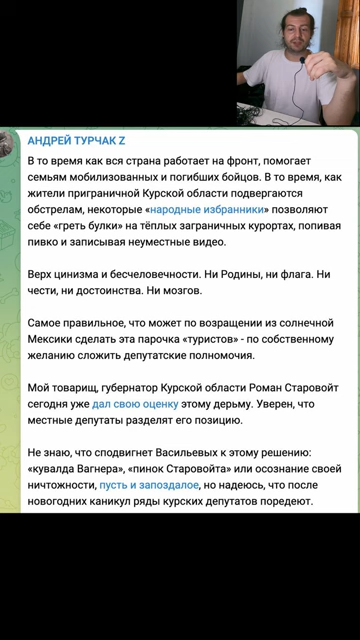 АНДРЕЙ ТУРЧАК Z
В то время как вся страна работает на фронт, помогает
семьям мобилизованных и погибших бойцов. В то время, как
жители приграничной Курской области подвергаются
обстрелам, некоторые «народные избранники» позволяют
себе «греть булки» на тёплых заграничных курортах, попивая
пивко и записывая неуместные видео.
Верх цинизма и бесчеловечности. Ни Родины, ни флага. Ни
чести, ни достоинства. Ни мозгов.
Самое правильное, что может по возращении из солнечной
Мексики сделать эта парочка «туристов» - по собственному
желанию сложить депутатские полномочия.
Мой товарищ, губернатор Курской области Роман Старовойт
сегодня уже дал свою оценку этому дерьму. Уверен, что
местные депутаты разделят его позицию.
Не знаю, что сподвигнет Васильевых к этому решению:
«кувалда Вагнера», «пинок Старовойта» или осознание своей
ничтожности, пусть и запоздалое, но надеюсь, что после
новогодних каникул ряды курских депутатов поредеют.